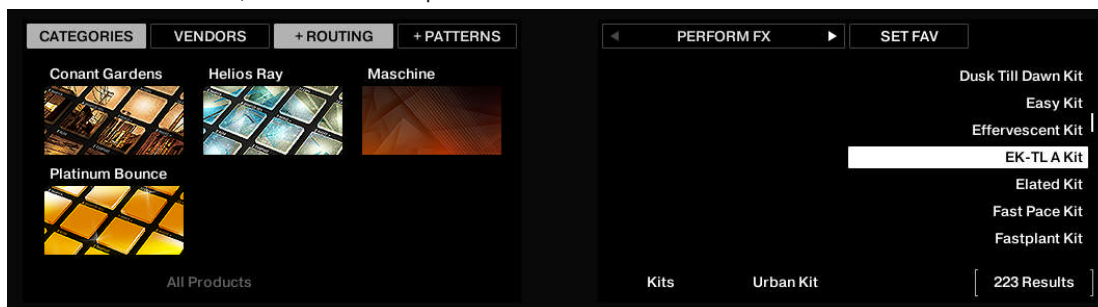 CATEGORIES VENDORS + ROUTING + PATTERNS
Conant Gardens Helios Ray Maschine
Platinum Bounce
All Products
PERFORM FX SET FAV
Dusk Till Dawn Kit
Easy Kit
Effervescent Kit
EK-TL A Kit
Elated Kit
Fast Pace Kit
Fastplant Kit
Kits Urban Kit 223 Results